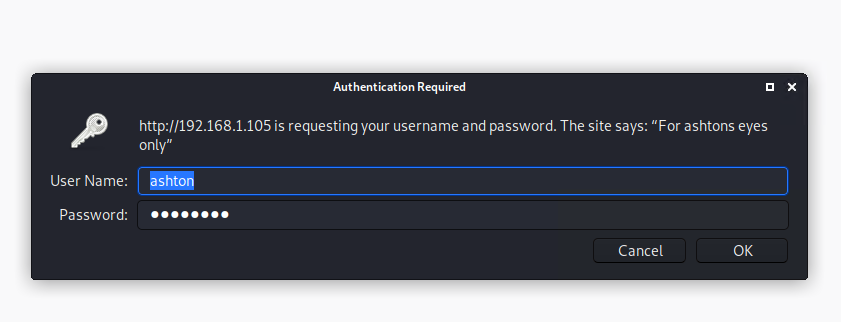 Authentication Required
http://192.168.1.105 is requesting your username and password. The site says: “For ashtons eyes
only”
User Name: ashton
Password: ●●●●●●●●
Cancel OK